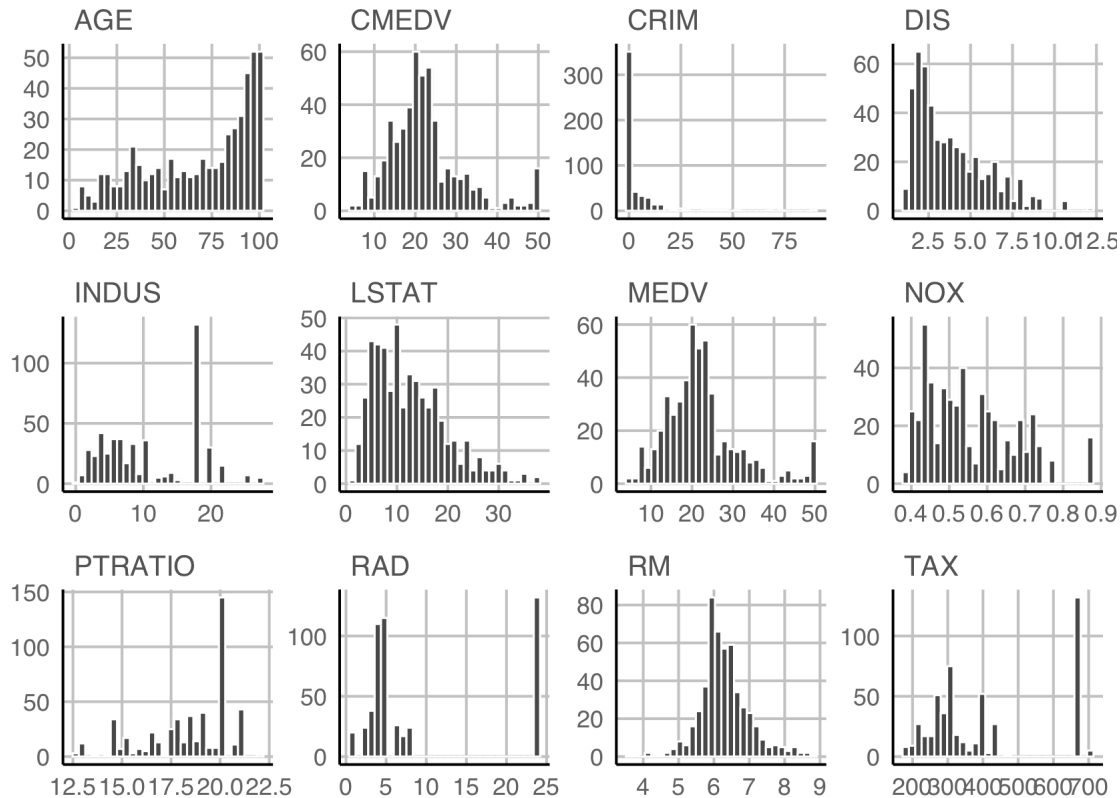 AGE CMEDV CRIM DIS
50 60 300 60
40 40 200 40
30 20 100 20
20 0 0 0
10
0
0 25 50 75 100 10 20 30 40 50 0 25 50 75 2.5 5.0 7.5 10.0 12.5
INDUS LSTAT MEDV NOX
100 50 60 40
50 40 40 20
0 30 20 0
20 0
10
0
0 10 20 0 10 20 30 10 20 30 40 50 0.4 0.5 0.6 0.7 0.8 0.9
PTRATIO RAD RM TAX
150 100 80 100
100 50 60 50
50 0 40 0
0 20
0
12.5 15.0 17.5 20.0 22.5 0 5 10 15 20 25 4 5 6 7 8 9 200 300 400 500 600 700